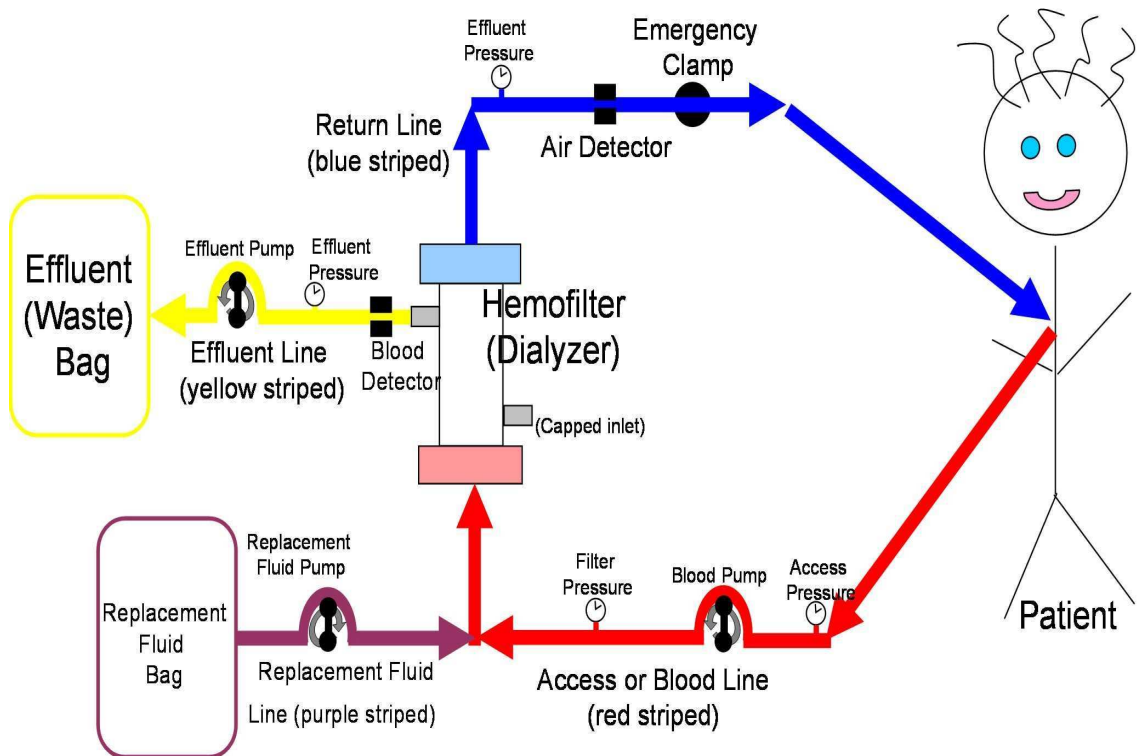 Effluent
Pressure
Emergency
Clamp
Return Line
(blue striped)
Air Detector
Effluent
(Waste)
Bag
Effluent Pump
Effluent
Pressure
Effluent Line
(yellow striped)
Blood
Detector
Hemofilter
(Dialyzer)
(Capped inlet)
Replacement
Fluid
Bag
Replacement
Fluid Pump
Replacement Fluid
Line (purple striped)
Filter
Pressure
Blood Pump
Access
Pressure
Access or Blood Line
(red striped)
Patient